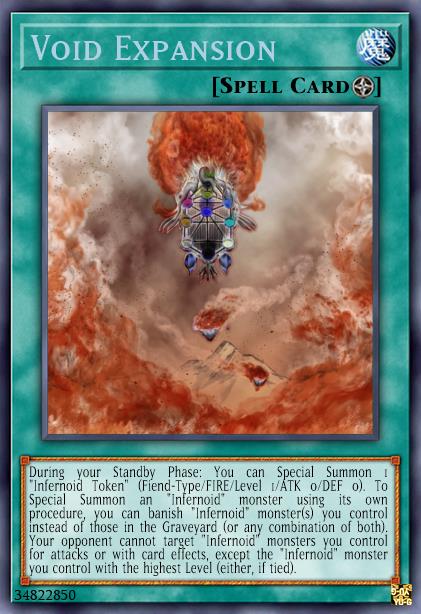 VOID EXPANSION
魔
[SPELL CARD]
During your Standby Phase: You can Special Summon 1
"Infernoid Token" (Fiend-Type/FIRE/Level 1/ATK 0/DEF 0). To
Special Summon an "Infernoid" monster using its own
procedure, you can banish "Infernoid" monster(s) you control
instead of those in the Graveyard (or any combination of both).
Your opponent cannot target "Infernoid" monsters you control
for attacks or with card effects, except the "Infernoid" monster
you control with the highest Level (either, if tied).
34822850